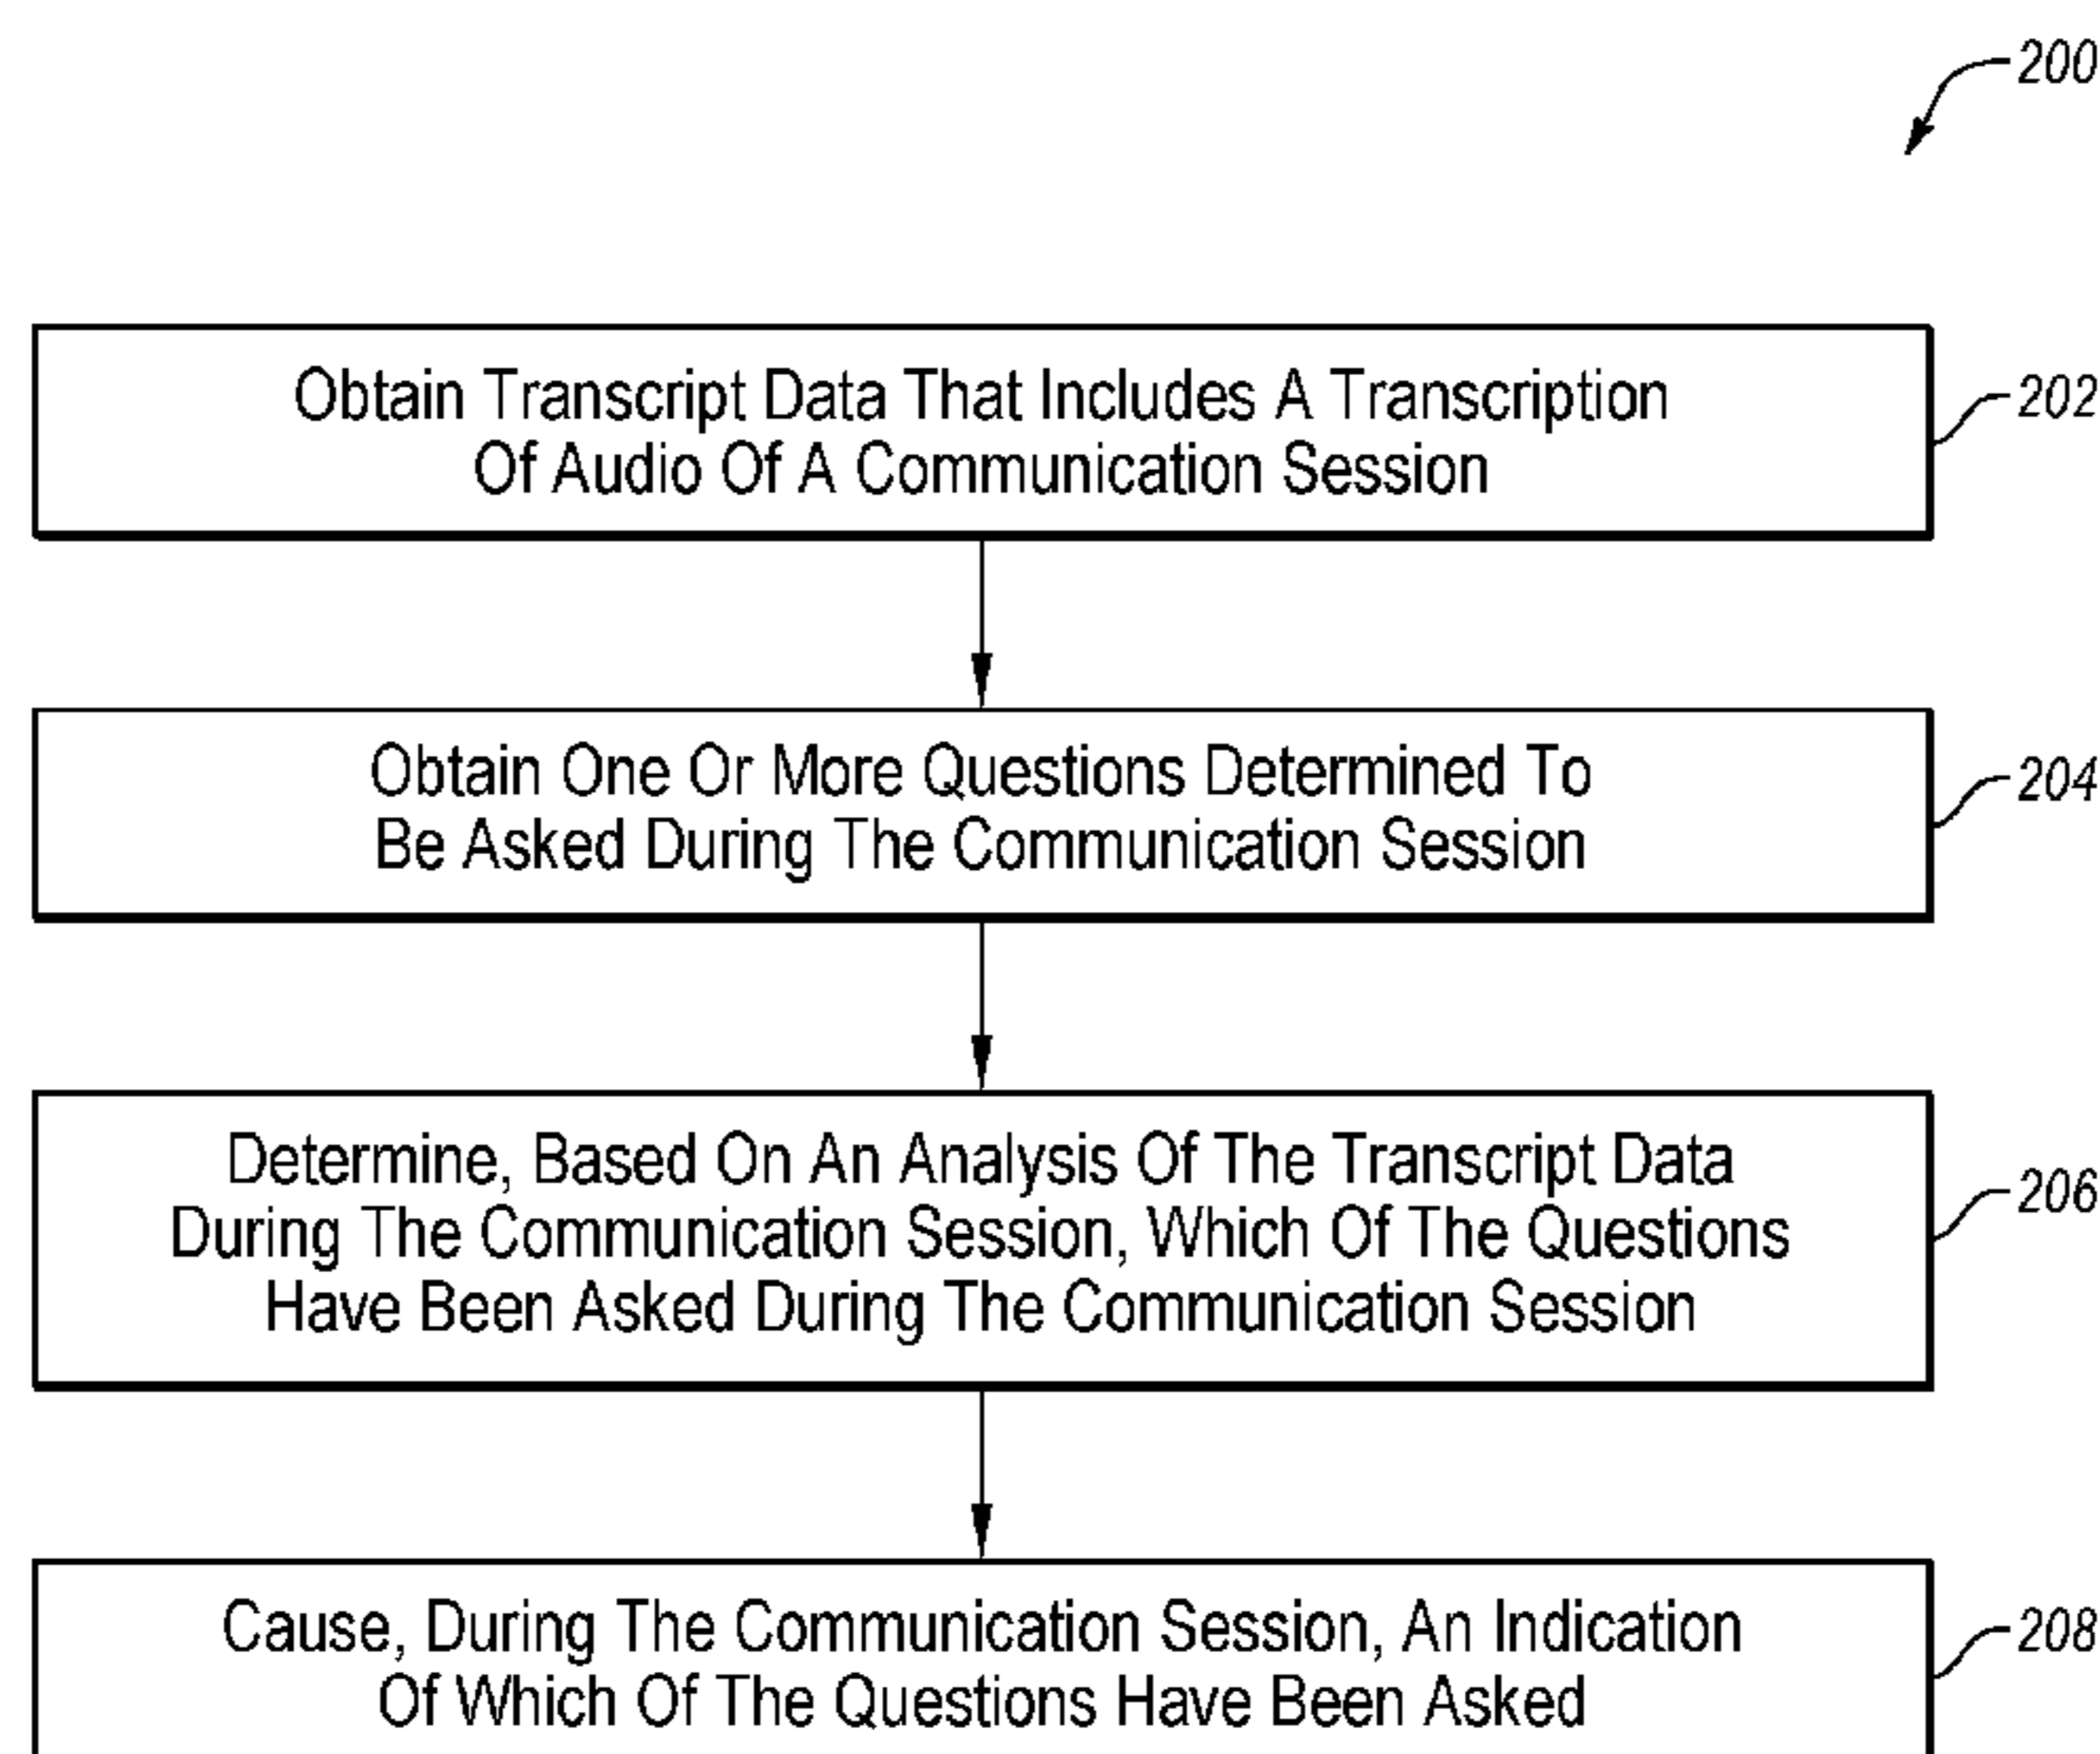 200
Obtain Transcript Data That Includes A Transcription
Of Audio Of A Communication Session
202
Obtain One Or More Questions Determined To
Be Asked During The Communication Session
204
Determine, Based On An Analysis Of The Transcript Data
During The Communication Session, Which Of The Questions
Have Been Asked During The Communication Session
206
Cause, During The Communication Session, An Indication
Of Which Of The Questions Have Been Asked
208